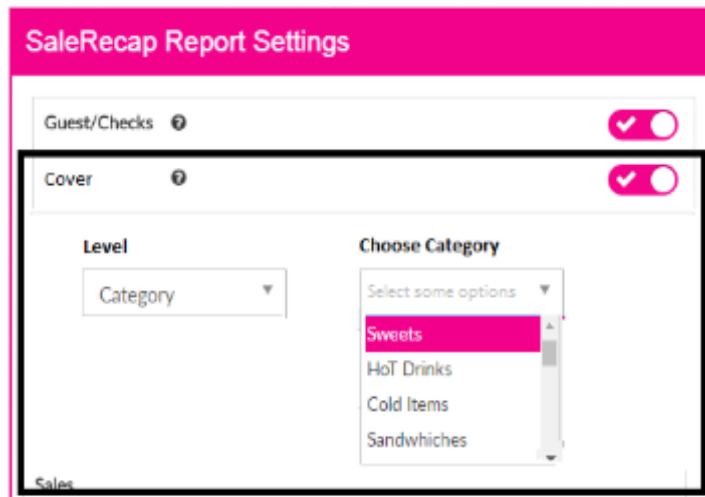 SaleRecap Report Settings
Guest/Checks ?
Cover ?
Level Choose Category
Category Select some options
Sweets
HoT Drinks
Cold Items
Sandwhiches
Sales